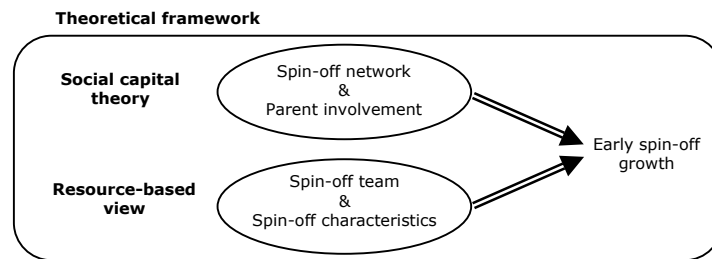 Theoretical framework
Social capital
theory
Spin-off network
&
Parent involvement
Early spin-off
growth
Resource-based
view
Spin-off team
&
Spin-off characteristics